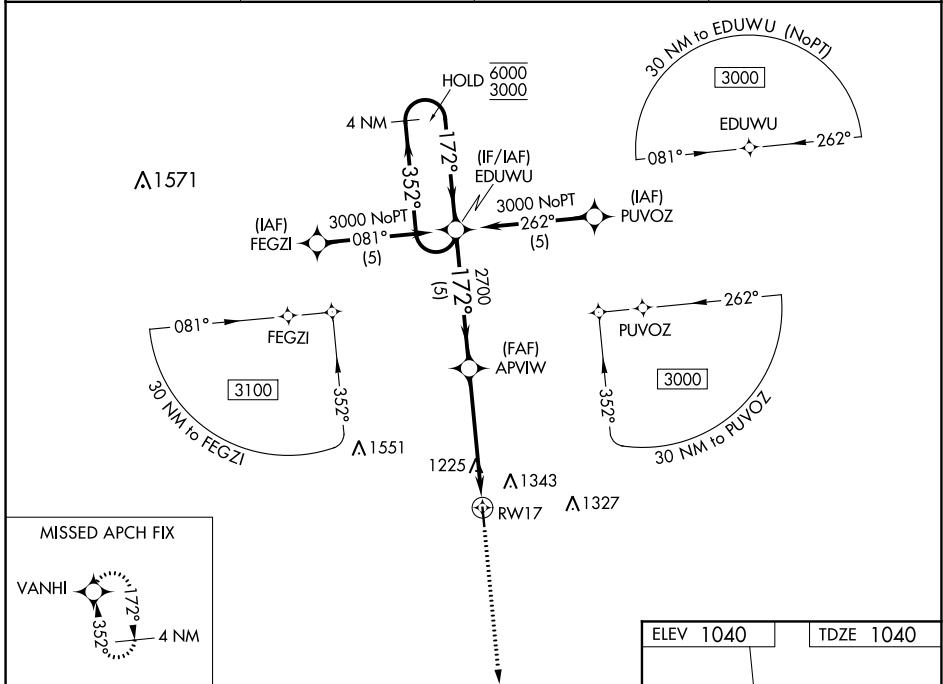 30 NM to EDUWU (NoPT)
3000
EDUWU
081°
262°
HOLD 6000
3000
4 NM
172°
352°
(IF/IAF)
EDUWU
1571
(IAF)
FEGZI
3000 NoPT
081°
(5)
3000 NoPT
262°
(5)
(IAF)
PUVOZ
2700
172°
(5)
(FAF)
APVIW
081°
FEGZI
3100
352°
30 NM to FEGZI
262°
PUVOZ
3000
352°
30 NM to PUVOZ
1551
1225
1343
1327
RW17
MISSED APCH FIX
VANHI
172°
352°
4 NM
ELEV 1040
TDZE 1040